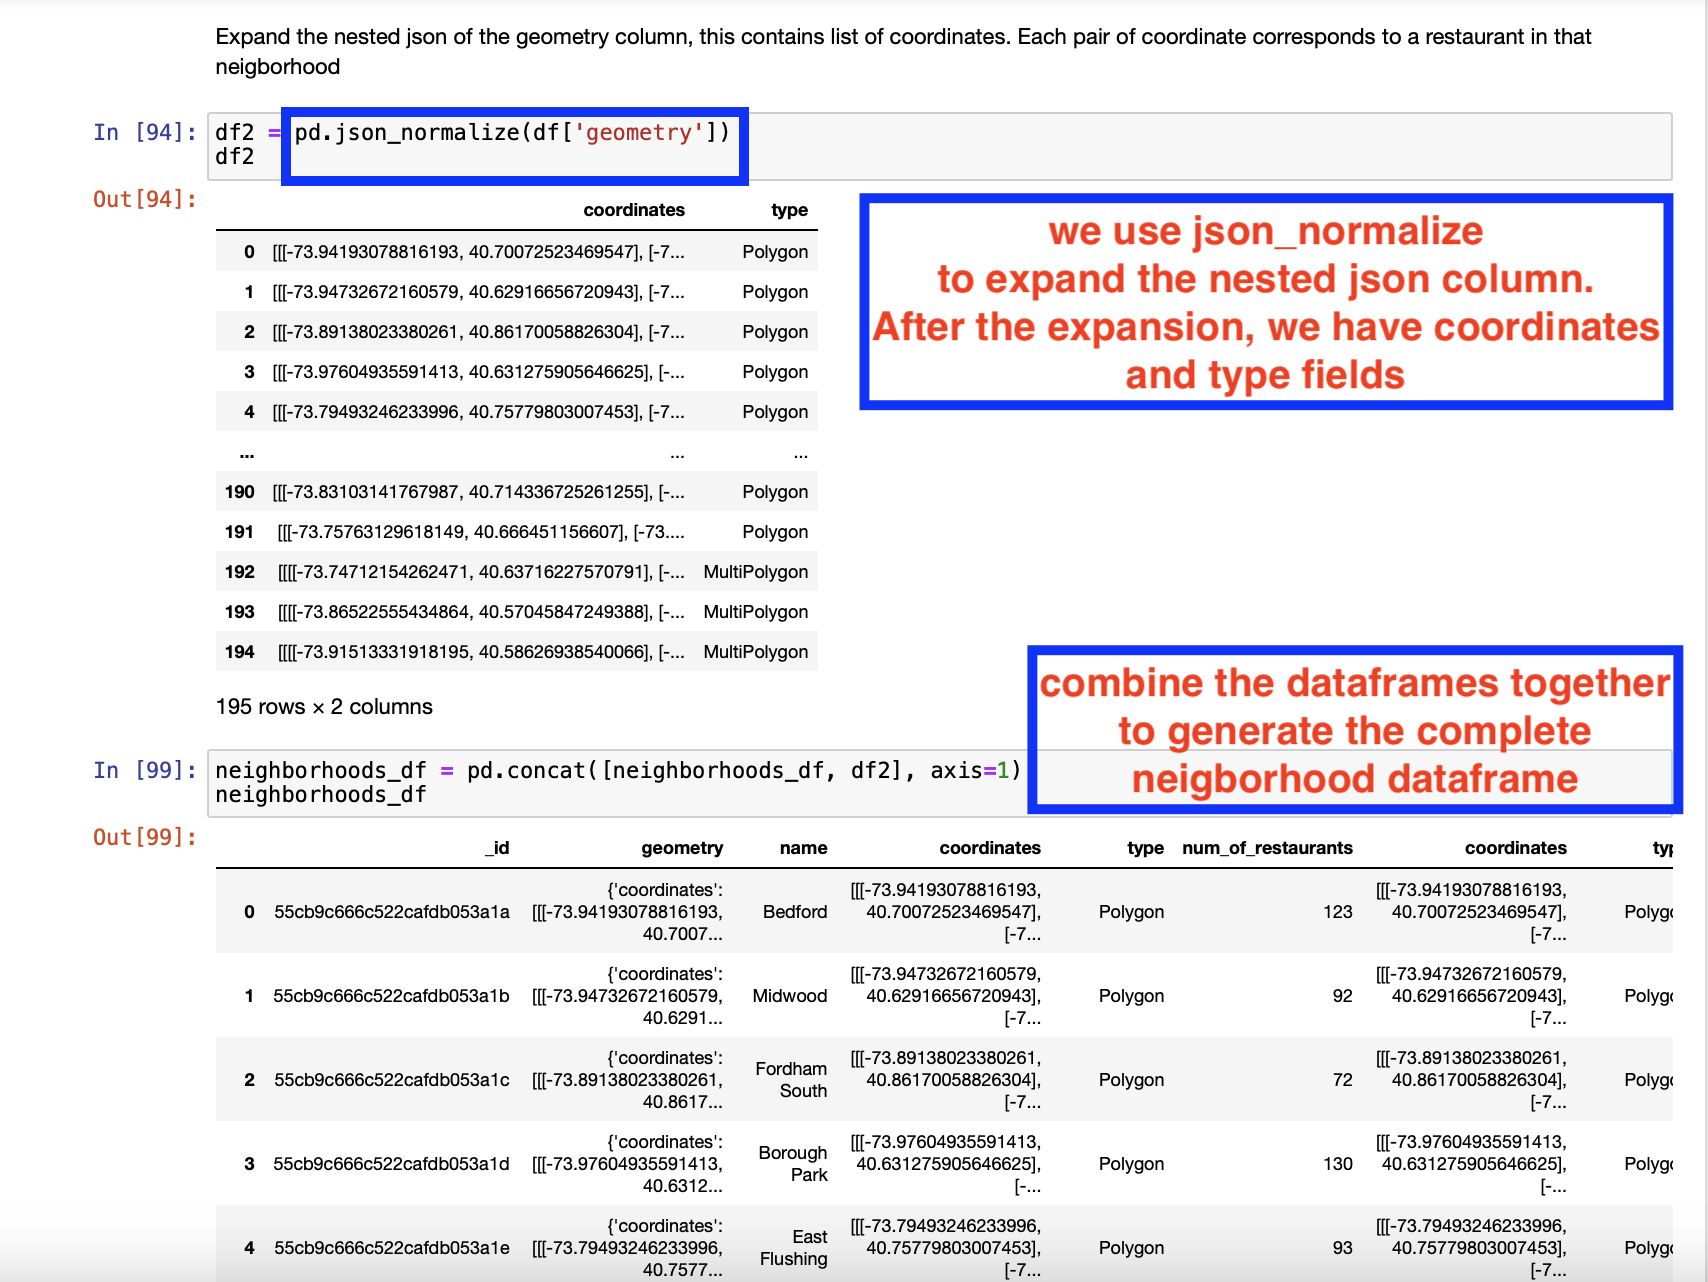 Expand the nested json of the geometry column, this contains list of coordinates. Each pair of coordinate corresponds to a restaurant in that
neigborhood
In [94]: df2 = pd.json_normalize(df['geometry'])
df2
Out[94]:
coordinates type
0 [[[-73.94193078816193, 40.70072523469547], [-7... Polygon
1 [[[-73.94732672160579, 40.62916656720943], [-7... Polygon
2 [[[-73.89138023380261, 40.86170058826304], [-7... Polygon
3 [[[-73.97604935591413, 40.631275905646625], [-... Polygon
4 [[[-73.79493246233996, 40.75779803007453], [-7... Polygon
... ... ...
190 [[[-73.83103141767987, 40.714336725261255], [-... Polygon
191 [[[-73.75763129618149, 40.666451156607], [-73.... Polygon
192 [[[[-73.74712154262471, 40.63716227570791], [-... MultiPolygon
193 [[[[-73.86522555434864, 40.57045847249388], [-... MultiPolygon
194 [[[[-73.91513331918195, 40.58626938540066], [-... MultiPolygon
195 rows × 2 columns
we use json_normalize
to expand the nested json column.
After the expansion, we have coordinates
and type fields
combine the dataframes together
to generate the complete
neigborhood dataframe
In [99]: neighborhoods_df = pd.concat([neighborhoods_df, df2], axis=1)
neighborhoods_df
Out[99]:
_id geometry name coordinates type num_of_restaurants coordinates typ
{'coordinates': [[[-73.94193078816193, [[[-73.94193078816193,
0 55cb9c666c522cafdb053a1a [[[-73.94193078816193, Bedford 40.70072523469547], Polygon 123 40.70072523469547], Polyg
40.7007... [-7... [-7...
{'coordinates': [[[-73.94732672160579, [[[-73.94732672160579,
1 55cb9c666c522cafdb053a1b [[[-73.94732672160579, Midwood 40.62916656720943], Polygon 92 40.62916656720943], Polyg
40.6291... [-7... [-7...
{'coordinates': [[[-73.89138023380261, [[[-73.89138023380261,
2 55cb9c666c522cafdb053a1c [[[-73.89138023380261, Fordham South 40.86170058826304], Polygon 72 40.86170058826304], Polyg
40.8617... [-7... [-7...
{'coordinates': [[[-73.97604935591413, [[[-73.97604935591413,
3 55cb9c666c522cafdb053a1d [[[-73.97604935591413, Borough Park 40.631275905646625], Polygon 130 40.631275905646625], Polyg
40.6312... [-... [-...
{'coordinates': [[[-73.79493246233996, [[[-73.79493246233996,
4 55cb9c666c522cafdb053a1e [[[-73.79493246233996, East Flushing 40.75779803007453], Polygon 93 40.75779803007453], Polyg
40.7577... [-7... [-7...